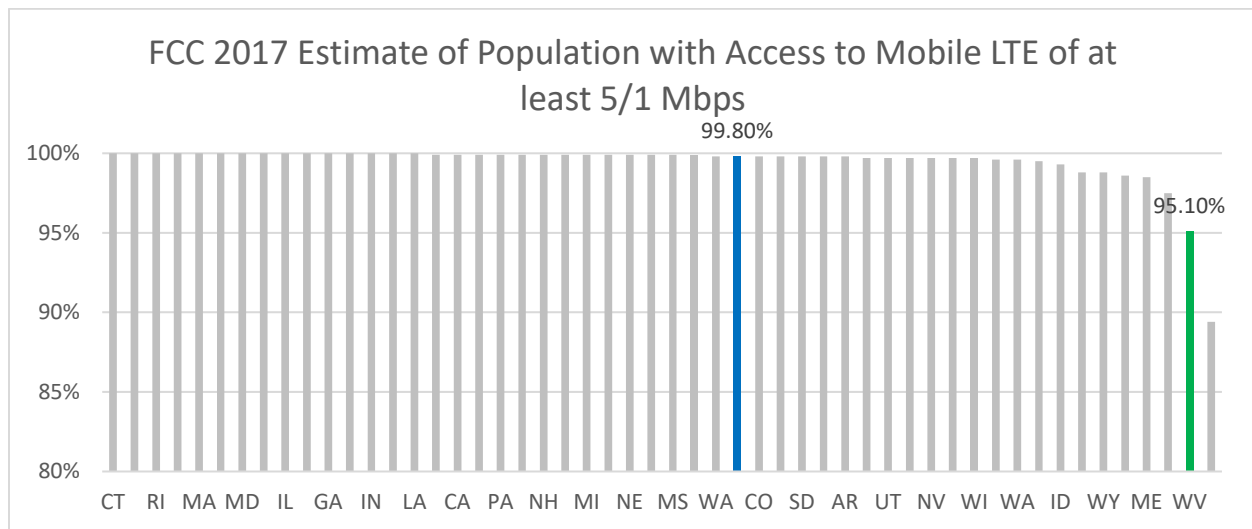 FCC 2017 Estimate of Population with Access to Mobile LTE of at
least 5/1 Mbps
99.80%
100%
95.10%
95%
90%
85%
80%
CT RI MA MD IL GA IN LA CA PA NH MI NE MS WA CO SD AR UT NV WI WA ID WY ME WV